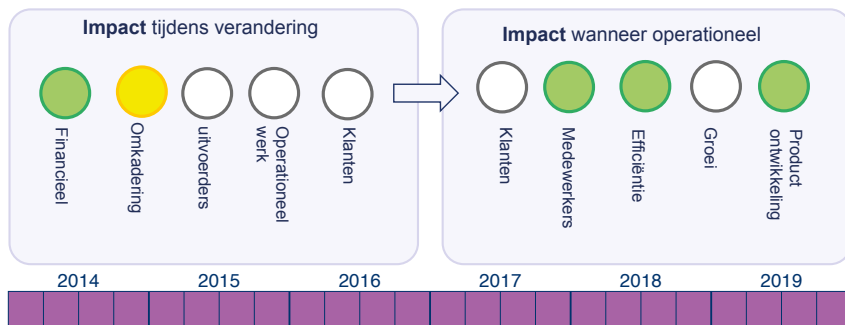 Impact tijdens verandering
Financieel
Omkadering
uitvoerders
Operationeel
werk
Klanten
Impact wanneer operationeel
Klanten
Medewerkers
Efficiëntie
Groei
Product
ontwikkeling
2014 2015 2016 2017 2018 2019